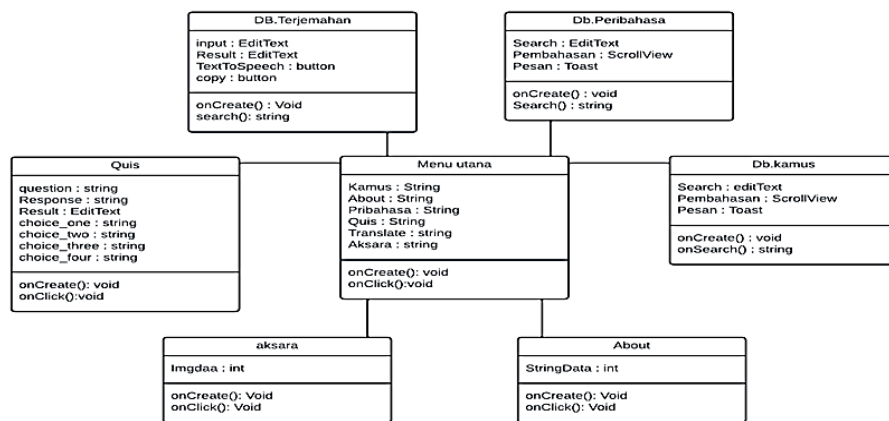 DB.Terjemahan
input : EditText
Result : EditText
TextToSpeech : button
copy : button
onCreate() : Void
search(): string
Db.Peribahasa
Search : EditText
Pembahasan : ScrollView
Pesan : Toast
onCreate() : void
Search() : string
Quis
question : string
Response : string
Result : EditText
choice_one : string
choice_two : string
choice_three : string
choice_four : string
onCreate(): void
onClick():void
Menu utana
Kamus : String
About : String
Pribahasa : String
Quis : String
Translate : string
Aksara : string
onCreate(): void
onClick():void
Db.kamus
Search : editText
Pembahasan : ScrollView
Pesan : Toast
onCreate() : void
onSearch() : string
aksara
Imgdaa : int
onCreate(): Void
onClick(): Void
About
StringData : int
onCreate(): Void
onClick(): Void